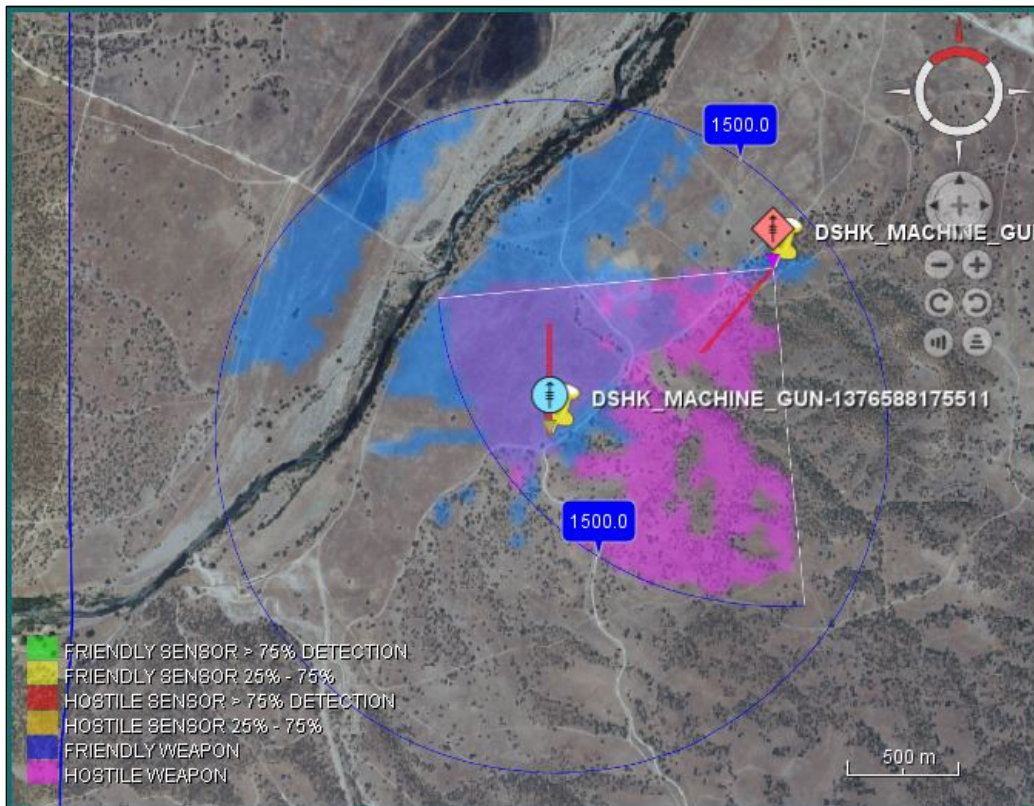 1500.0
DSHK_MACHINE_GU
DSHK_MACHINE_GUN-1376588175511
1500.0
FRIENDLY SENSOR > 75% DETECTION
FRIENDLY SENSOR 25% - 75%
HOSTILE SENSOR > 75% DETECTION
HOSTILE SENSOR 25% - 75%
FRIENDLY WEAPON
HOSTILE WEAPON
500 m